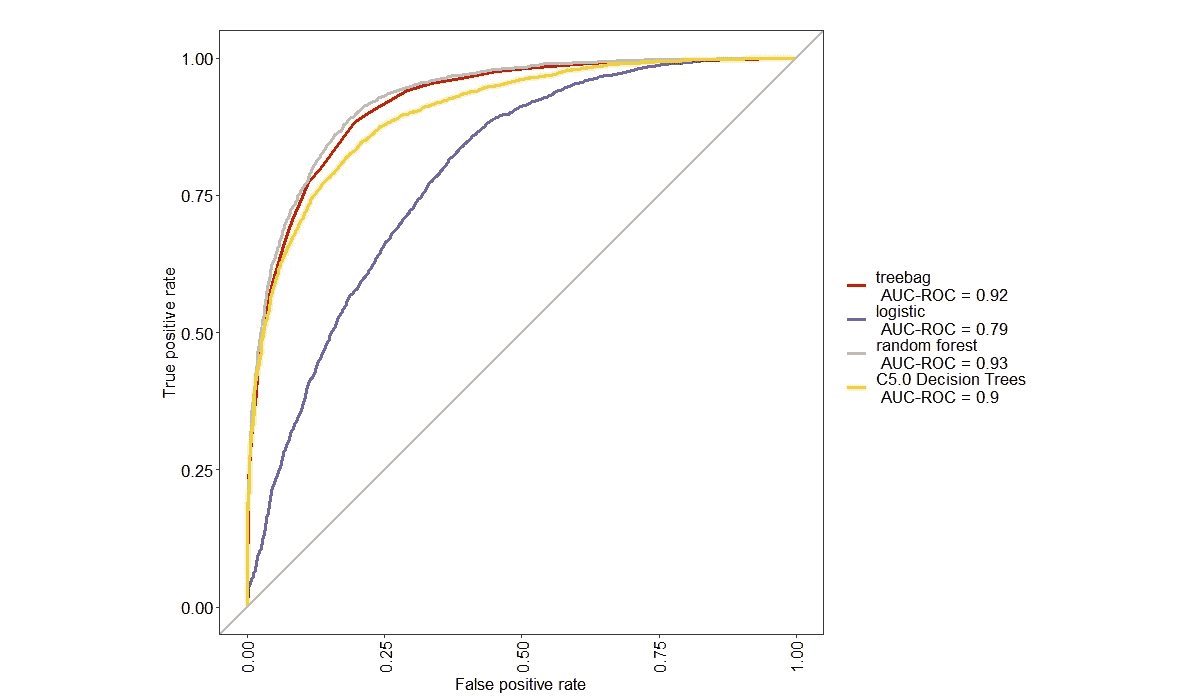 1.00
0.75
0.50
0.25
0.00
True positive rate
0.00
0.25
0.50
0.75
1.00
False positive rate
treebag
AUC-ROC = 0.92
logistic
AUC-ROC = 0.79
random forest
AUC-ROC = 0.93
C5.0 Decision Trees
AUC-ROC = 0.9